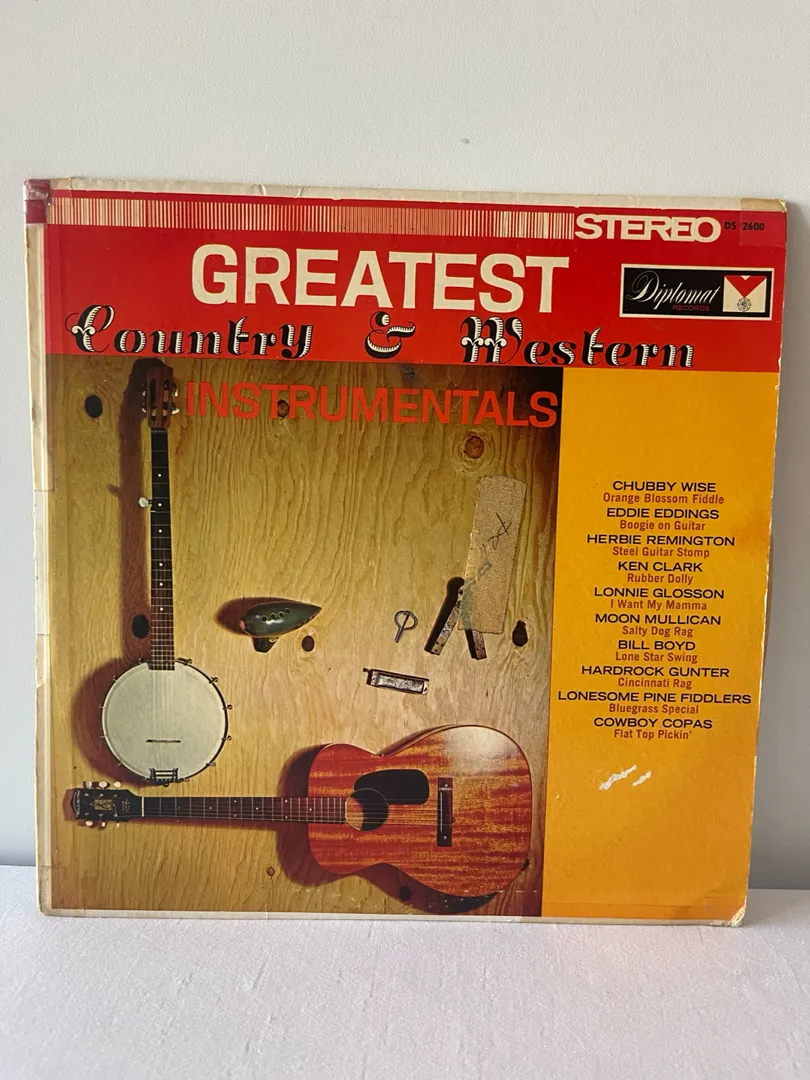 STEREO DS 2600
GREATEST
Diplomat
RECORDS
Country & Western
INSTRUMENTALS
CHUBBY WISE
Orange Blossom Fiddle
EDDIE EDDINGS
Boogie on Guitar
HERBIE REMINGTON
Steel Guitar Stomp
KEN CLARK
Rubber Dolly
LONNIE GLOSSON
I Want My Mamma
MOON MULLICAN
Salty Dog Rag
BILL BOYD
Lone Star Swing
HARDROCK GUNTER
Cincinnati Rag
LONESOME PINE FIDDLERS
Bluegrass Special
COWBOY COPAS
Flat Top Pickin'